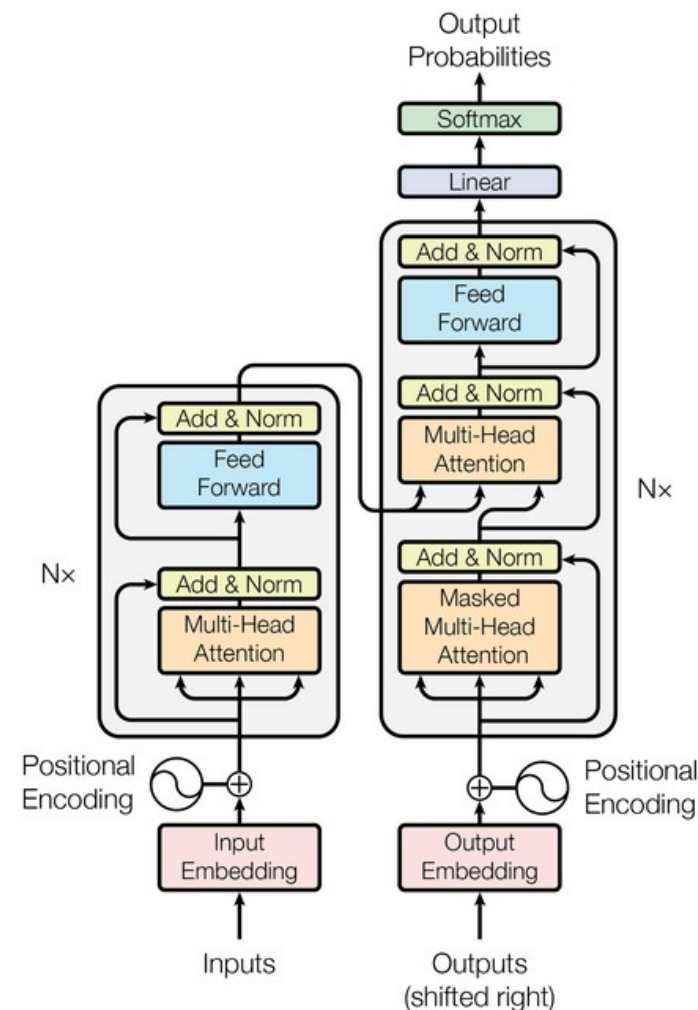 Output
Probabilities
Softmax
Linear
Add & Norm
Feed
Forward
Add & Norm
Multi-Head
Attention
Nx
Add & Norm
Masked
Multi-Head
Attention
Add & Norm
Feed
Forward
Nx
Add & Norm
Multi-Head
Attention
Positional
Encoding
Positional
Encoding
Input
Embedding
Output
Embedding
Inputs
Outputs
(shifted right)